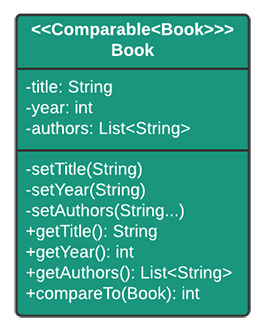 <<Comparable<Book>>>
Book
-title: String
-year: int
-authors: List<String>
-setTitle(String)
-setYear(String)
-setAuthors(String...)
+getTitle(): String
+getYear(): int
+getAuthors(): List<String>
+compareTo(Book): int